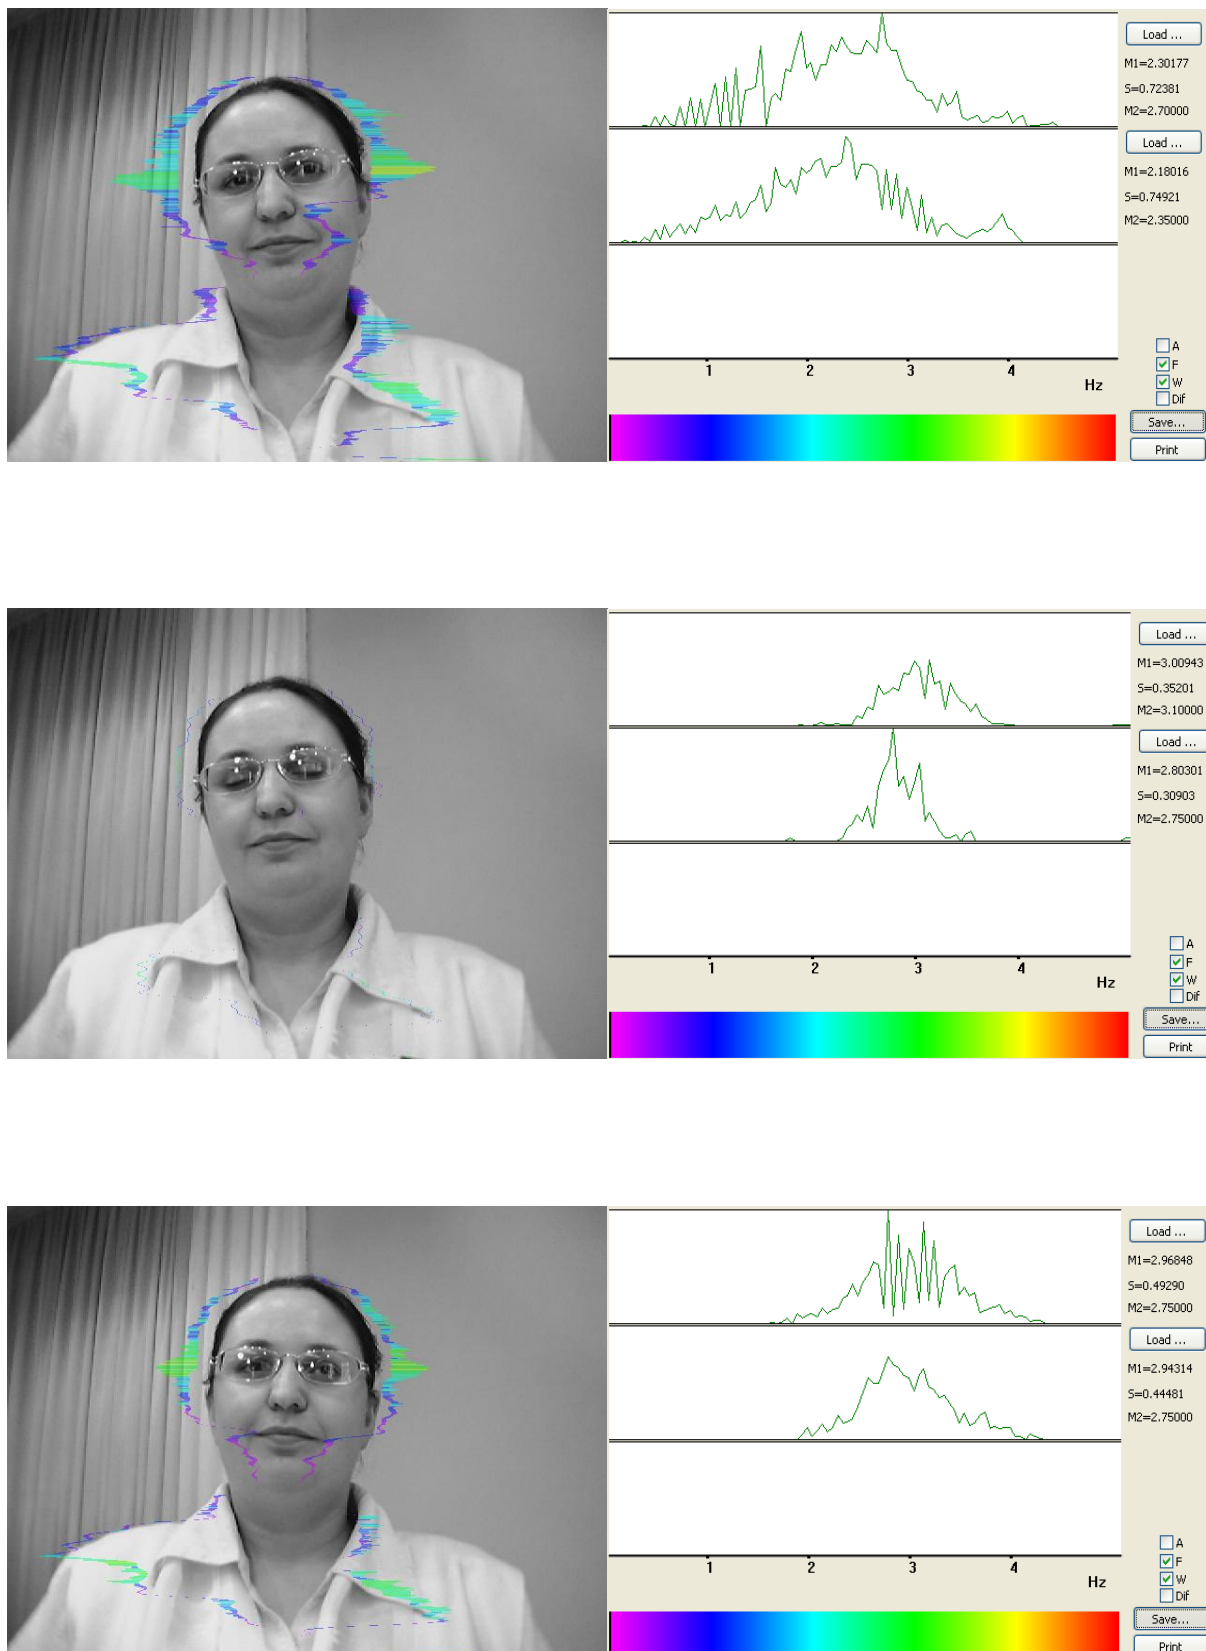 Load ...
M1=2.30177
S=0.72381
M2=2.70000
Load ...
M1=2.18016
S=0.74921
M2=2.35000
A
F
W
Dif
1 2 3 4
Hz
Save...
Print
Load ...
M1=3.00943
S=0.35201
M2=3.10000
Load ...
M1=2.80301
S=0.30903
M2=2.75000
A
F
W
Dif
1 2 3 4
Hz
Save...
Print
Load ...
M1=2.96848
S=0.49290
M2=2.75000
Load ...
M1=2.94314
S=0.44481
M2=2.75000
A
F
W
Dif
1 2 3 4
Hz
Save...
Print